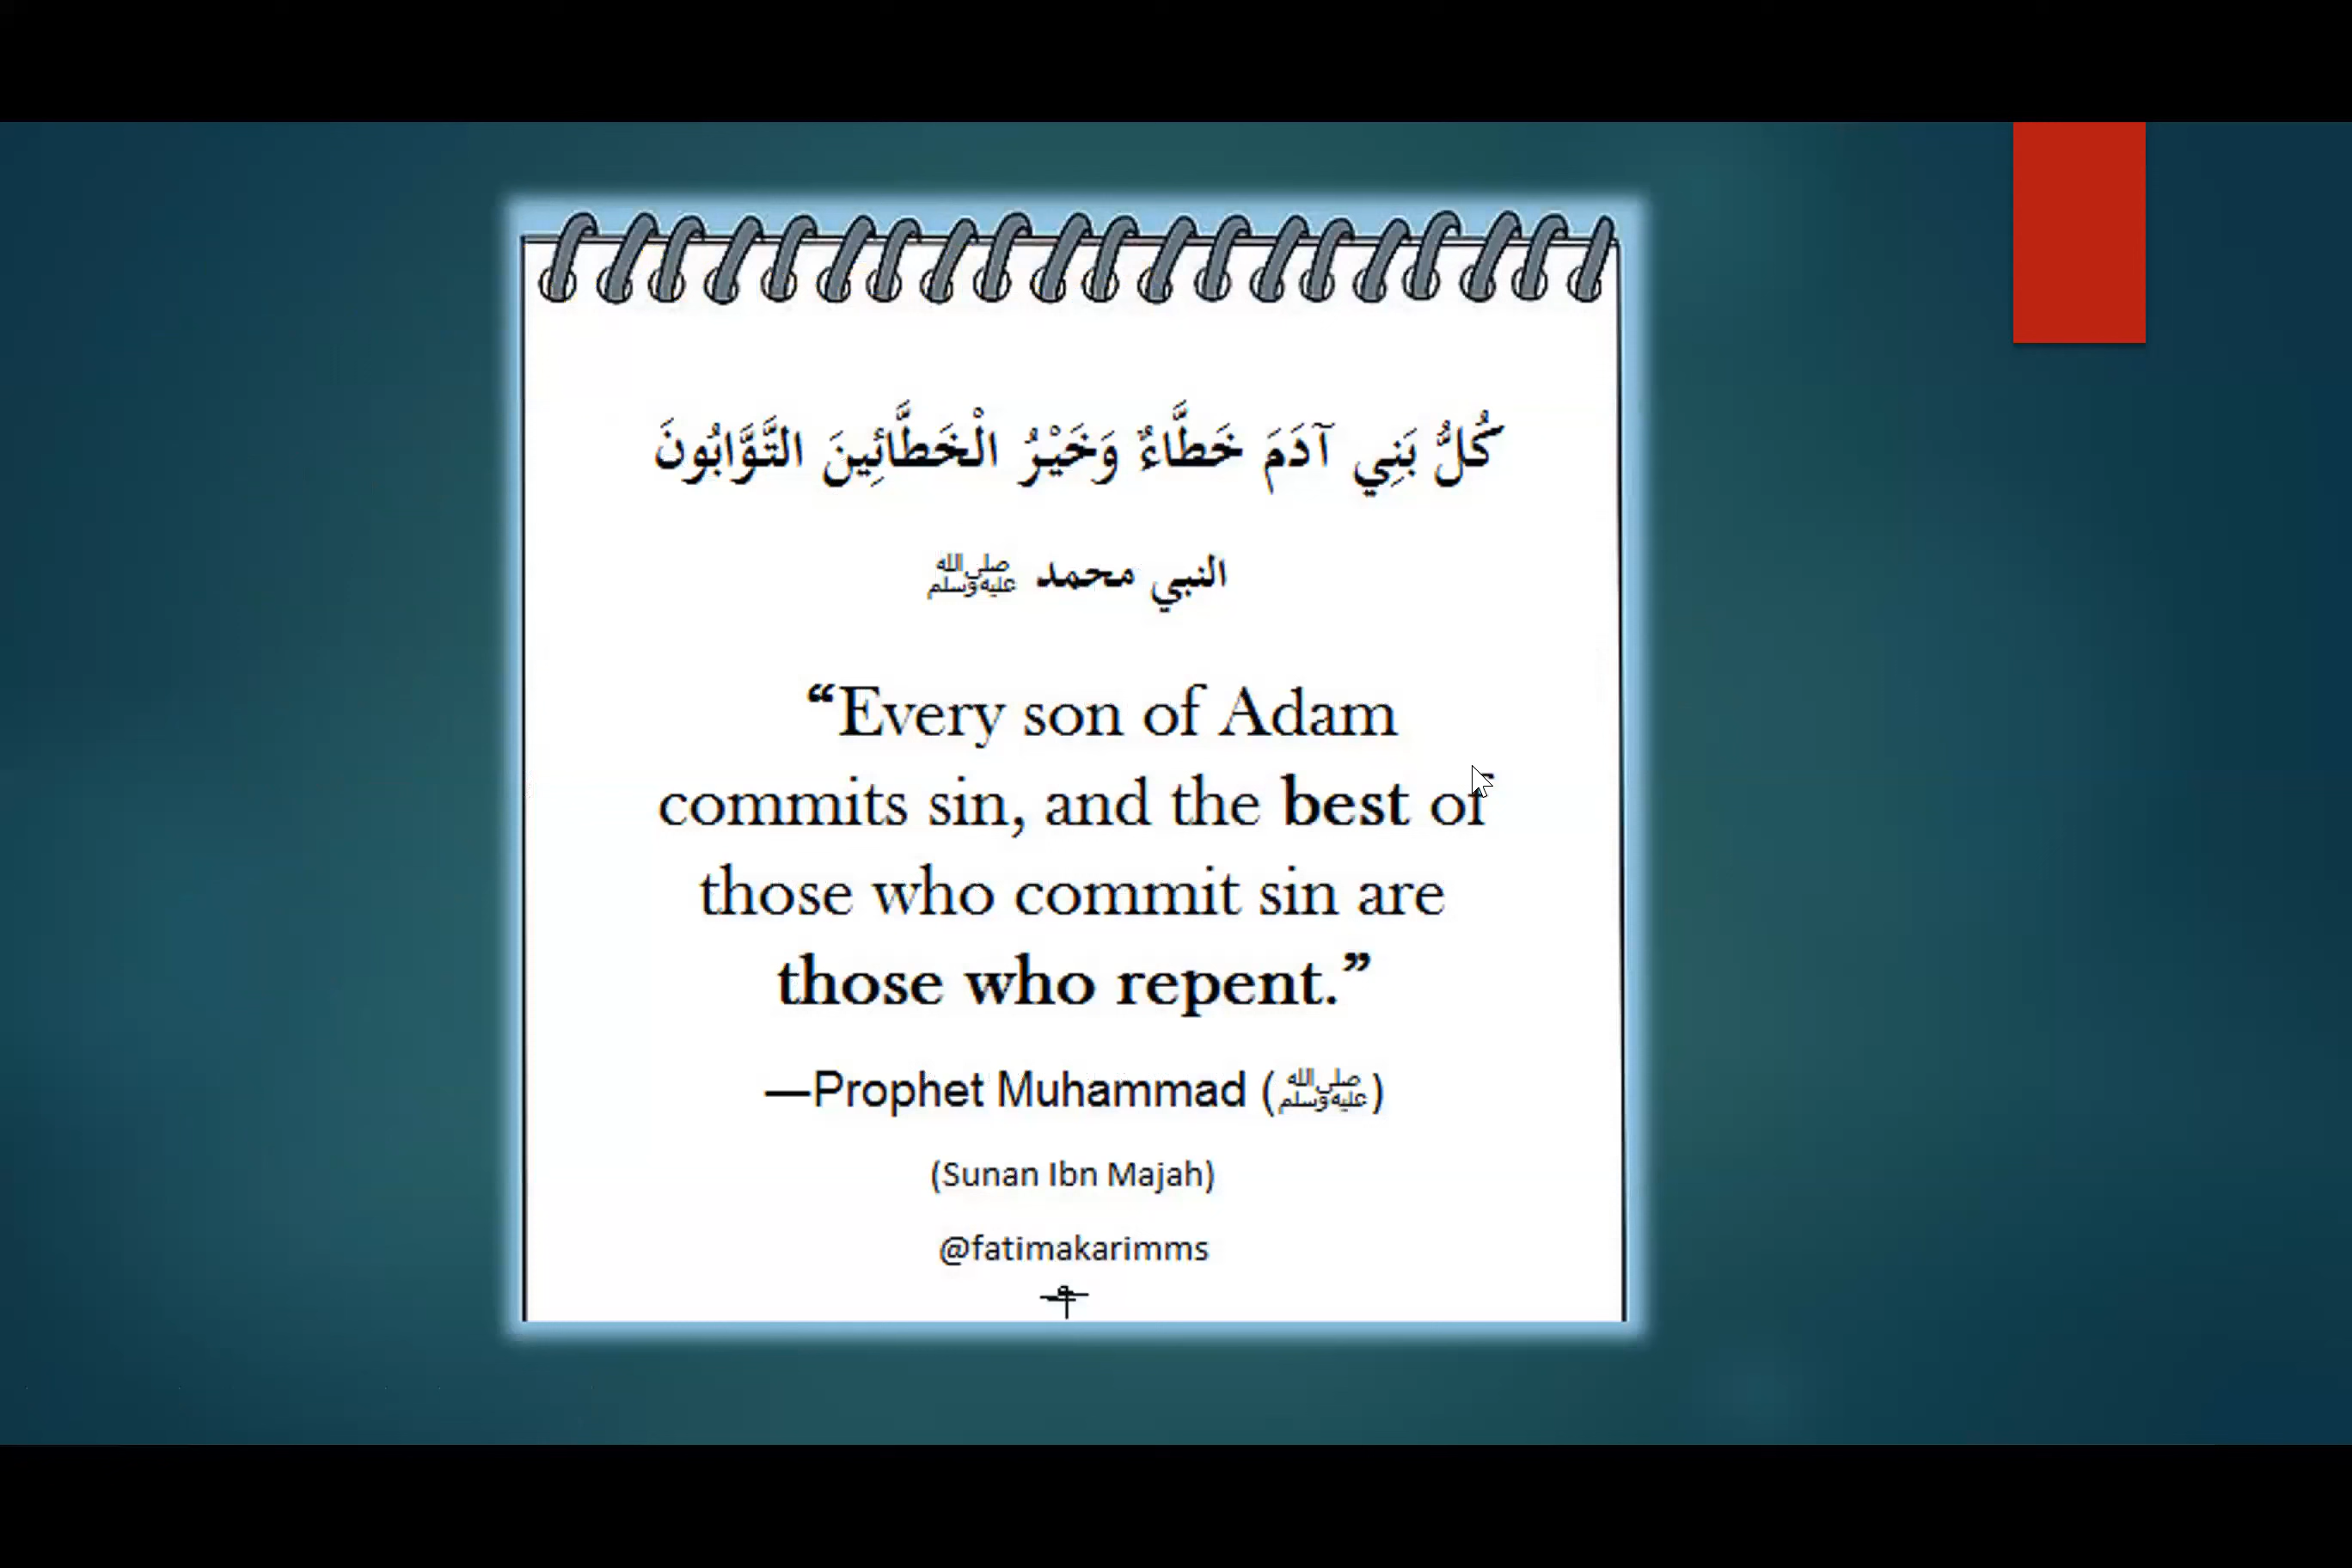 كُلُّ بَنِي آدَمَ خَطَّاءٌ وَخَيْرُ الْخَطَّائِينَ التَّوَّابُونَ
النبي محمد ﷺ
“Every son of Adam
commits sin, and the best of
those who commit sin are
those who repent.”
—Prophet Muhammad (ﷺ)
(Sunan Ibn Majah)
@fatimakarimms